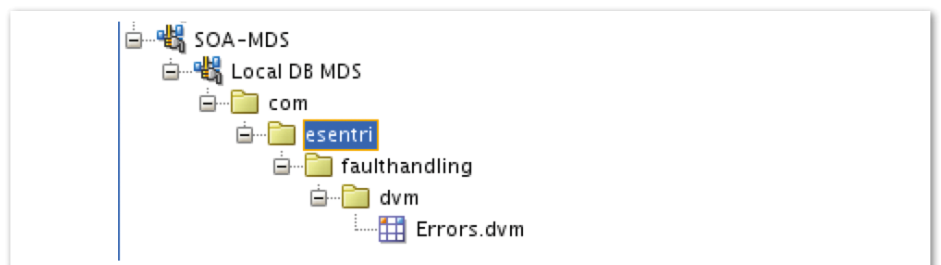 SOA-MDS
Local DB MDS
com
esentri
faulthandling
dvm
Errors.dvm